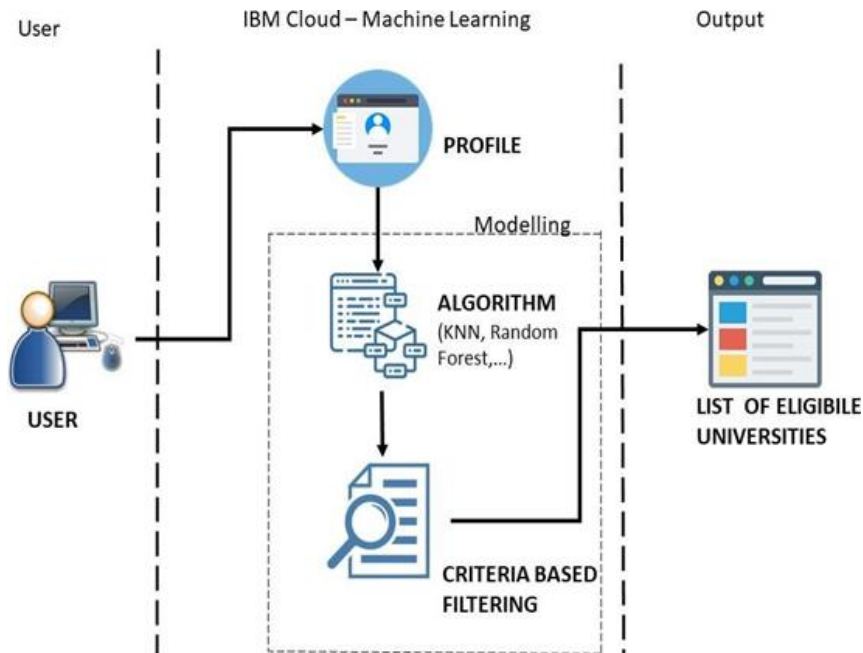 User
IBM Cloud – Machine Learning
Output
PROFILE
Modelling
ALGORITHM
(KNN, Random
Forest,...)
USER
LIST OF ELIGIBILE
UNIVERSITIES
CRITERIA BASED
FILTERING